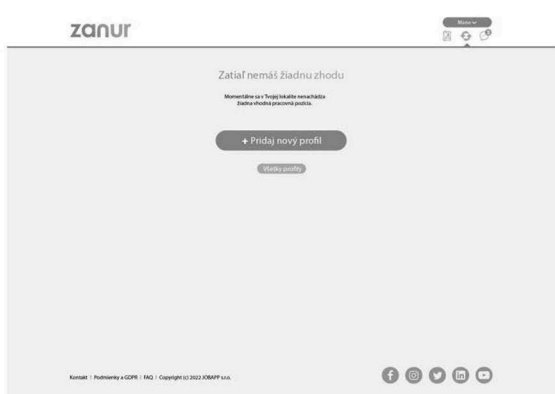 zanur
Meno
Zatiaľ nemáš žiadnu zhodu
Momentálne sa v Tvojej lokalite nenachádza
žiadna vhodná pracovná pozícia.
+ Pridaj nový profil
Všetky profily
Kontakt | Podmienky a GDPR | FAQ | Copyright (c) 2022 JOBAPP s.r.o.